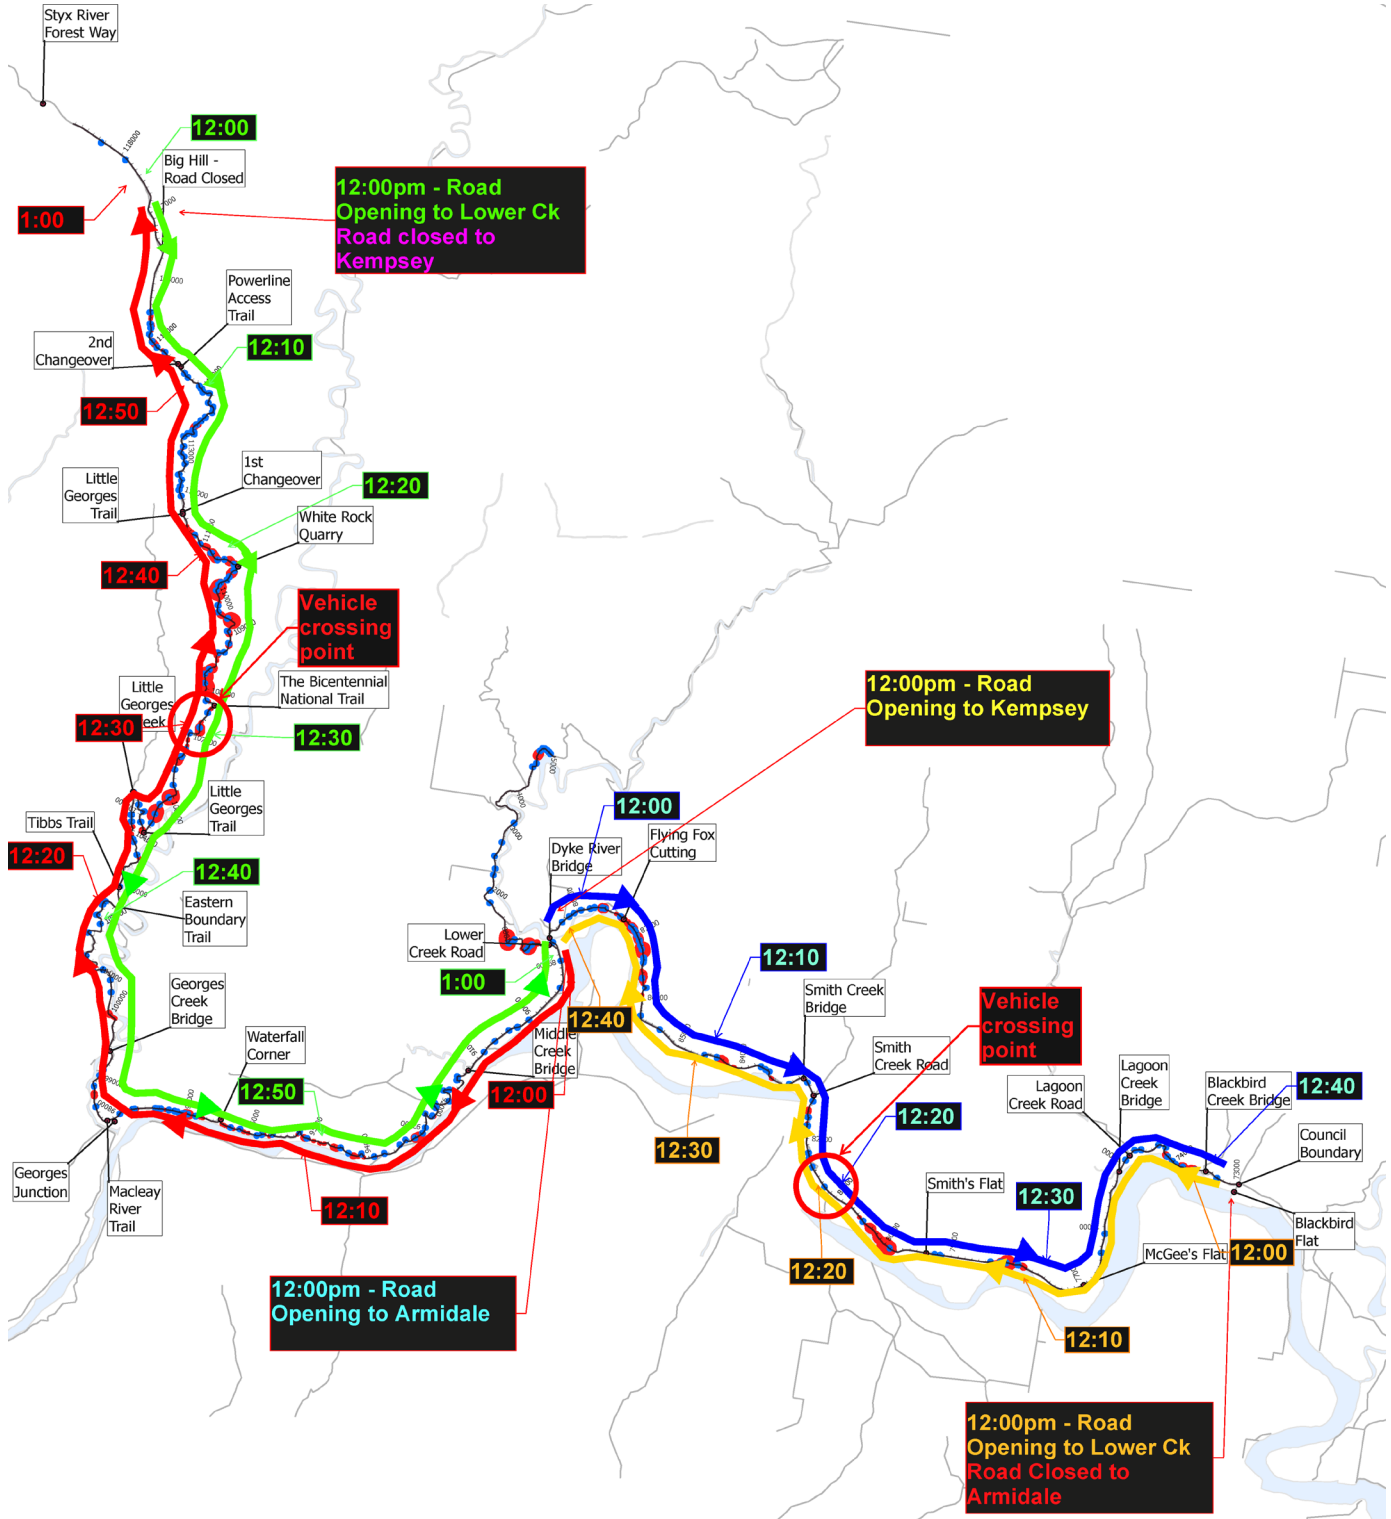 Styx River
Forest Way
12:00
118000
Big Hill -
Road Closed
1:00
12:00pm - Road
Opening to Lower Ck
Road closed to
Kempsey
Powerline
Access
Trail
2nd
Changeover
12:10
12:50
113000
1st
Changeover
Little
Georges
Trail
12:20
White Rock
Quarry
12:40
Vehicle
crossing
point
The Bicentennial
National Trail
Little
Georges
eek
12:30
12:30
12:00pm - Road
Opening to Kempsey
Little
Georges
Trail
Tibbs Trail
12:20
12:40
Eastern
Boundary
Trail
12:00
Dyke River
Bridge
Flying Fox
Cutting
Lower
Creek Road
1:00
12:10
Georges
Creek
Bridge
100000
Smith Creek
Bridge
Vehicle
crossing
point
12:40
Waterfall
Corner
Middle
Creek
Bridge
Smith
Creek Road
12:50
12:00
12:20
Lagoon
Creek Road
Lagoon
Creek
Bridge
Blackbird
Creek Bridge
12:40
Council
Boundary
73000
12:30
Georges
Junction
Macleay
River
Trail
12:10
Smith's Flat
12:30
Blackbird
Flat
McGee's Flat
12:00
12:20
12:00pm - Road
Opening to Armidale
12:10
12:00pm - Road
Opening to Lower Ck
Road Closed to
Armidale